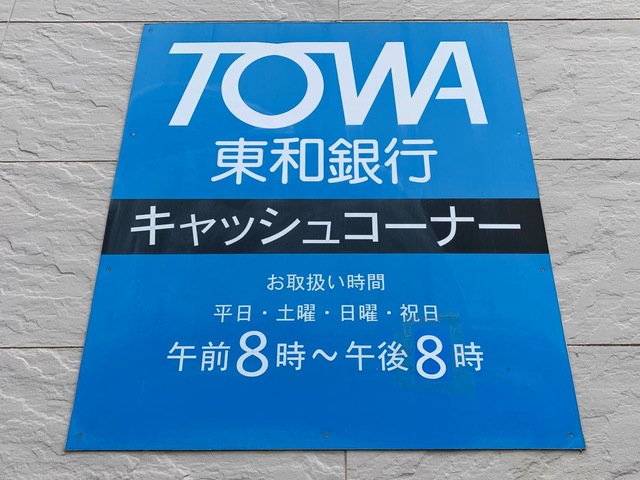 TOWA
東和銀行
キャッシュコーナー
お取扱い時間
平日・土曜・日曜・祝日
午前8時～午後8時